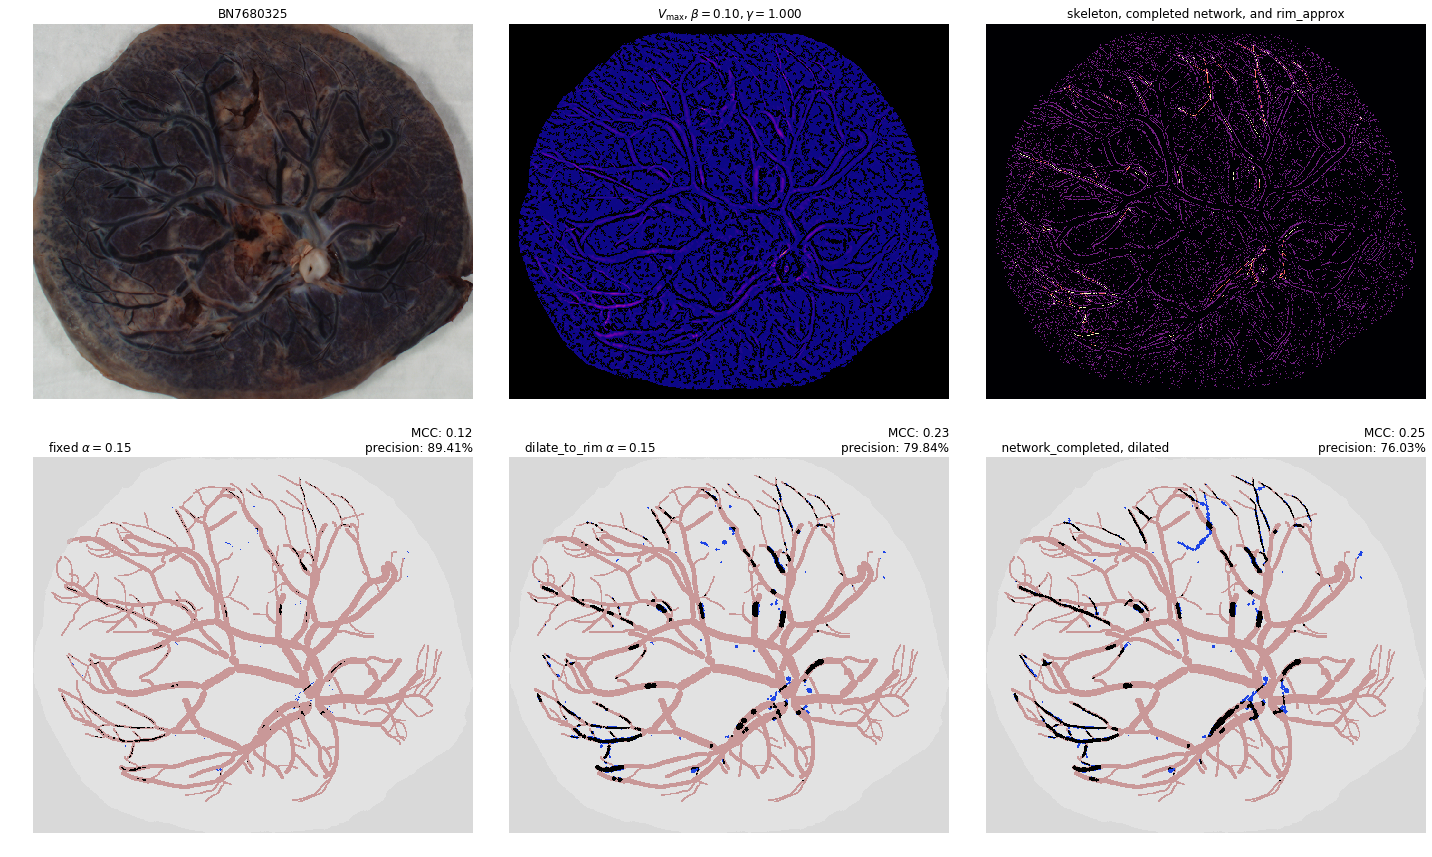 BN7680325
V_max, β = 0.10, γ = 1.000
skeleton, completed network, and rim_approx
fixed α = 0.15
MCC: 0.12
precision: 89.41%
dilate_to_rim α = 0.15
MCC: 0.23
precision: 79.84%
network_completed, dilated
MCC: 0.25
precision: 76.03%